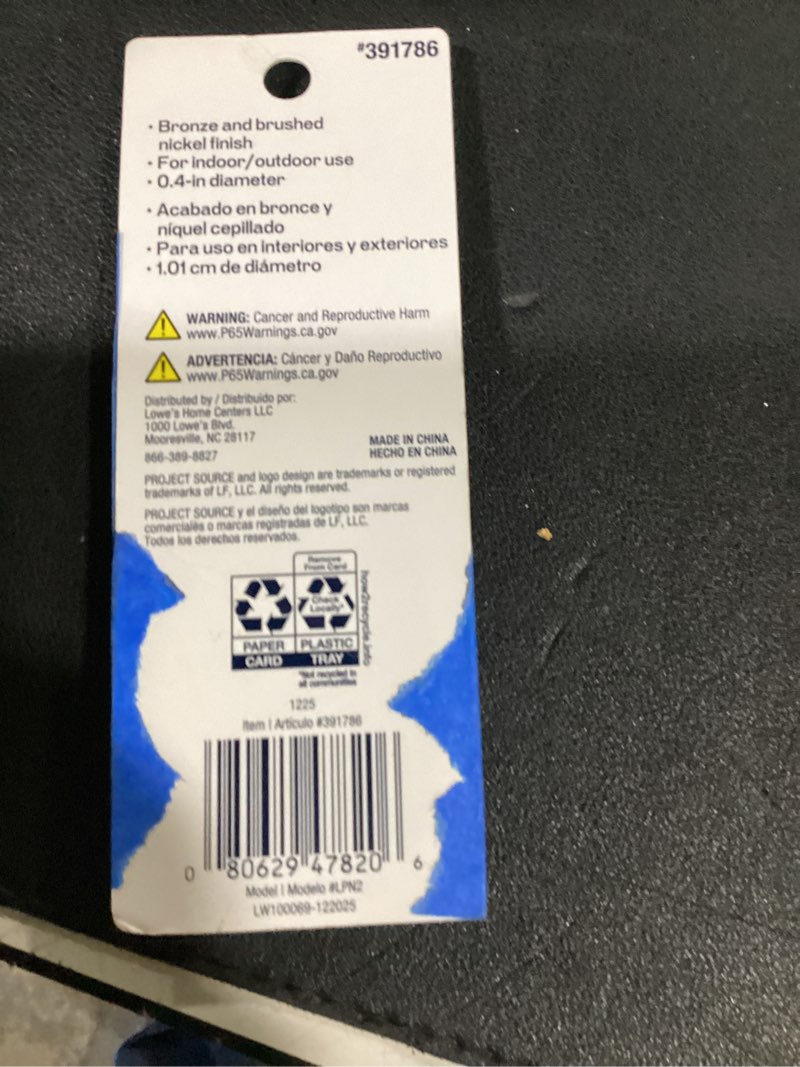 #391786
• Bronze and brushed
nickel finish
• For indoor/outdoor use
• 0.4-in diameter
• Acabado en bronce y
níquel cepillado
• Para uso en interiores y exteriores
• 1.01 cm de diámetro
WARNING: Cancer and Reproductive Harm
www.P65Warnings.ca.gov
ADVERTENCIA: Cáncer y Daño Reproductivo
www.P65Warnings.ca.gov
Distributed by / Distribuido por:
Lowe's Home Centers LLC
1000 Lowe's Blvd.
Mooresville, NC 28117
866-389-8827
MADE IN CHINA
HECHO EN CHINA
PROJECT SOURCE and logo design are trademarks or registered
trademarks of LF, LLC. All rights reserved.
PROJECT SOURCE y el diseño del logotipo son marcas
comerciales o marcas registradas de LF, LLC.
Todos los derechos reservados.
Remove
From Card
Check
Locally*
how2recycle.info
PAPER
PLASTIC
CARD
TRAY
*Not recycled in
all communities
1225
Item | Artículo #391786
0 80629 47820 6
Model | Modelo #LPN2
LW100069-122025